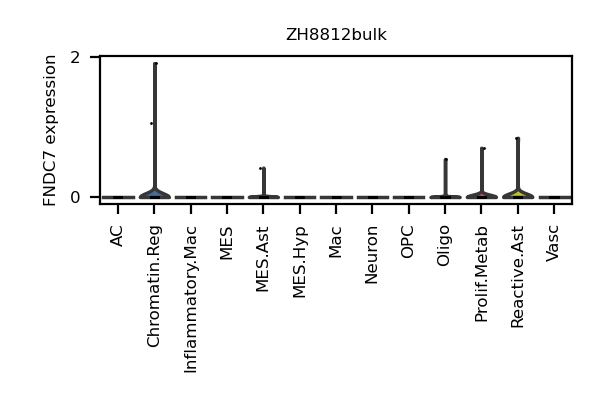 ZH8812bulk
FNDC7 expression
2
0
AC
Chromatin.Reg
Inflammatory.Mac
MES
MES.Ast
MES.Hyp
Mac
Neuron
OPC
Oligo
Prolif.Metab
Reactive.Ast
Vasc